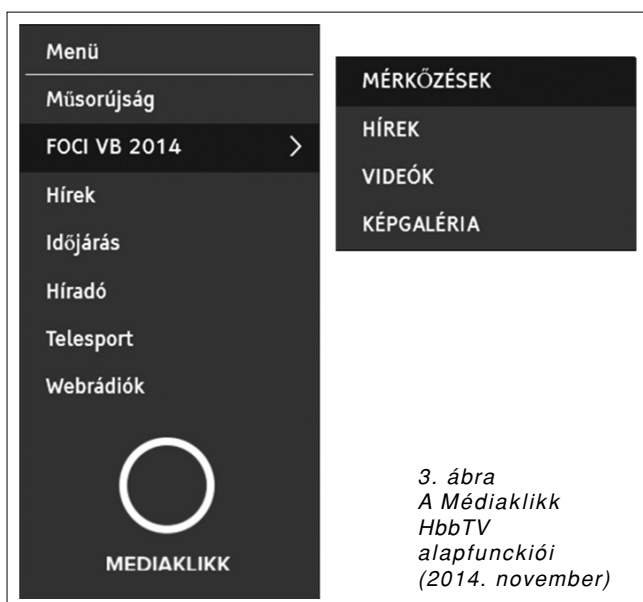 Menü
Műsorújság
FOCI VB 2014 >
Hírek
Időjárás
Híradó
Telesport
Webrádiók
MEDIAKLIKK
MÉRKŐZÉSEK
HÍREK
VIDEÓK
KÉPGALÉRIA
3. ábra
A Médiaklikk
HbbTV
alapfunckiói
(2014. november)